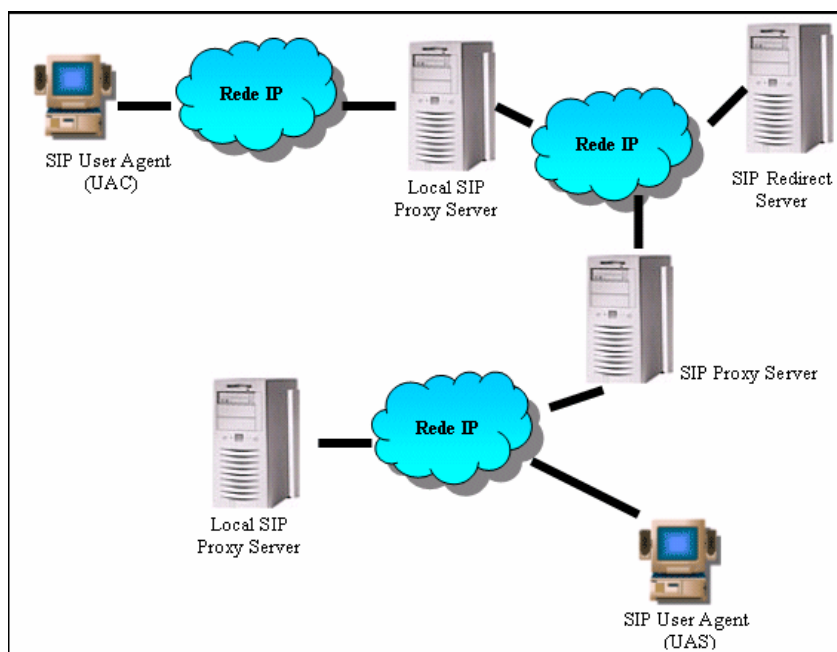 Rede IP
SIP User Agent
(UAC)
Local SIP
Proxy Server
Rede IP
SIP Redirect
Server
SIP Proxy Server
Rede IP
Local SIP
Proxy Server
SIP User Agent
(UAS)